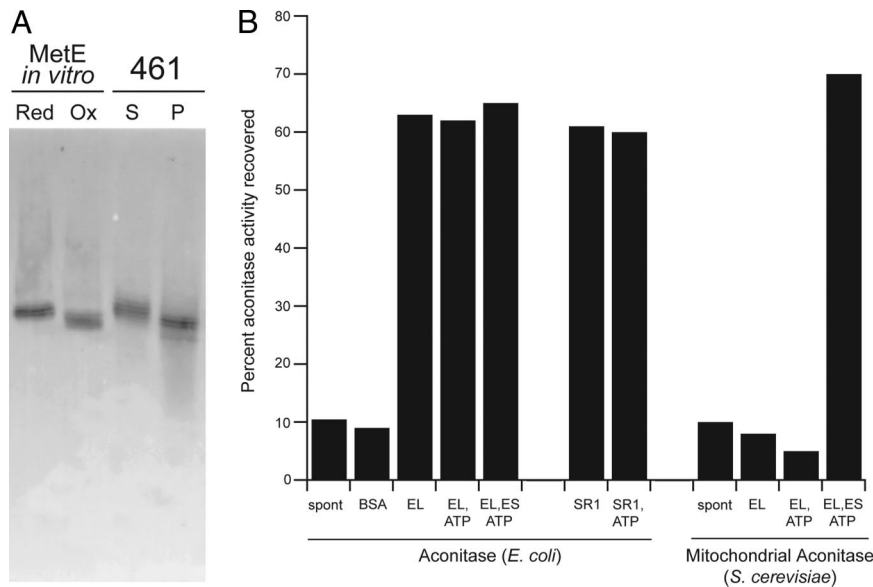 A
MetE
in vitro
461
Red Ox S P
B
Percent aconitase activity recovered
80
70
60
50
40
30
20
10
0
spont BSA EL EL, EL,ES SR1 SR1, spont EL EL, EL,ES
ATP ATP ATP ATP ATP
Aconitase (E. coli) Mitochondrial Aconitase
(S. cerevisiae)